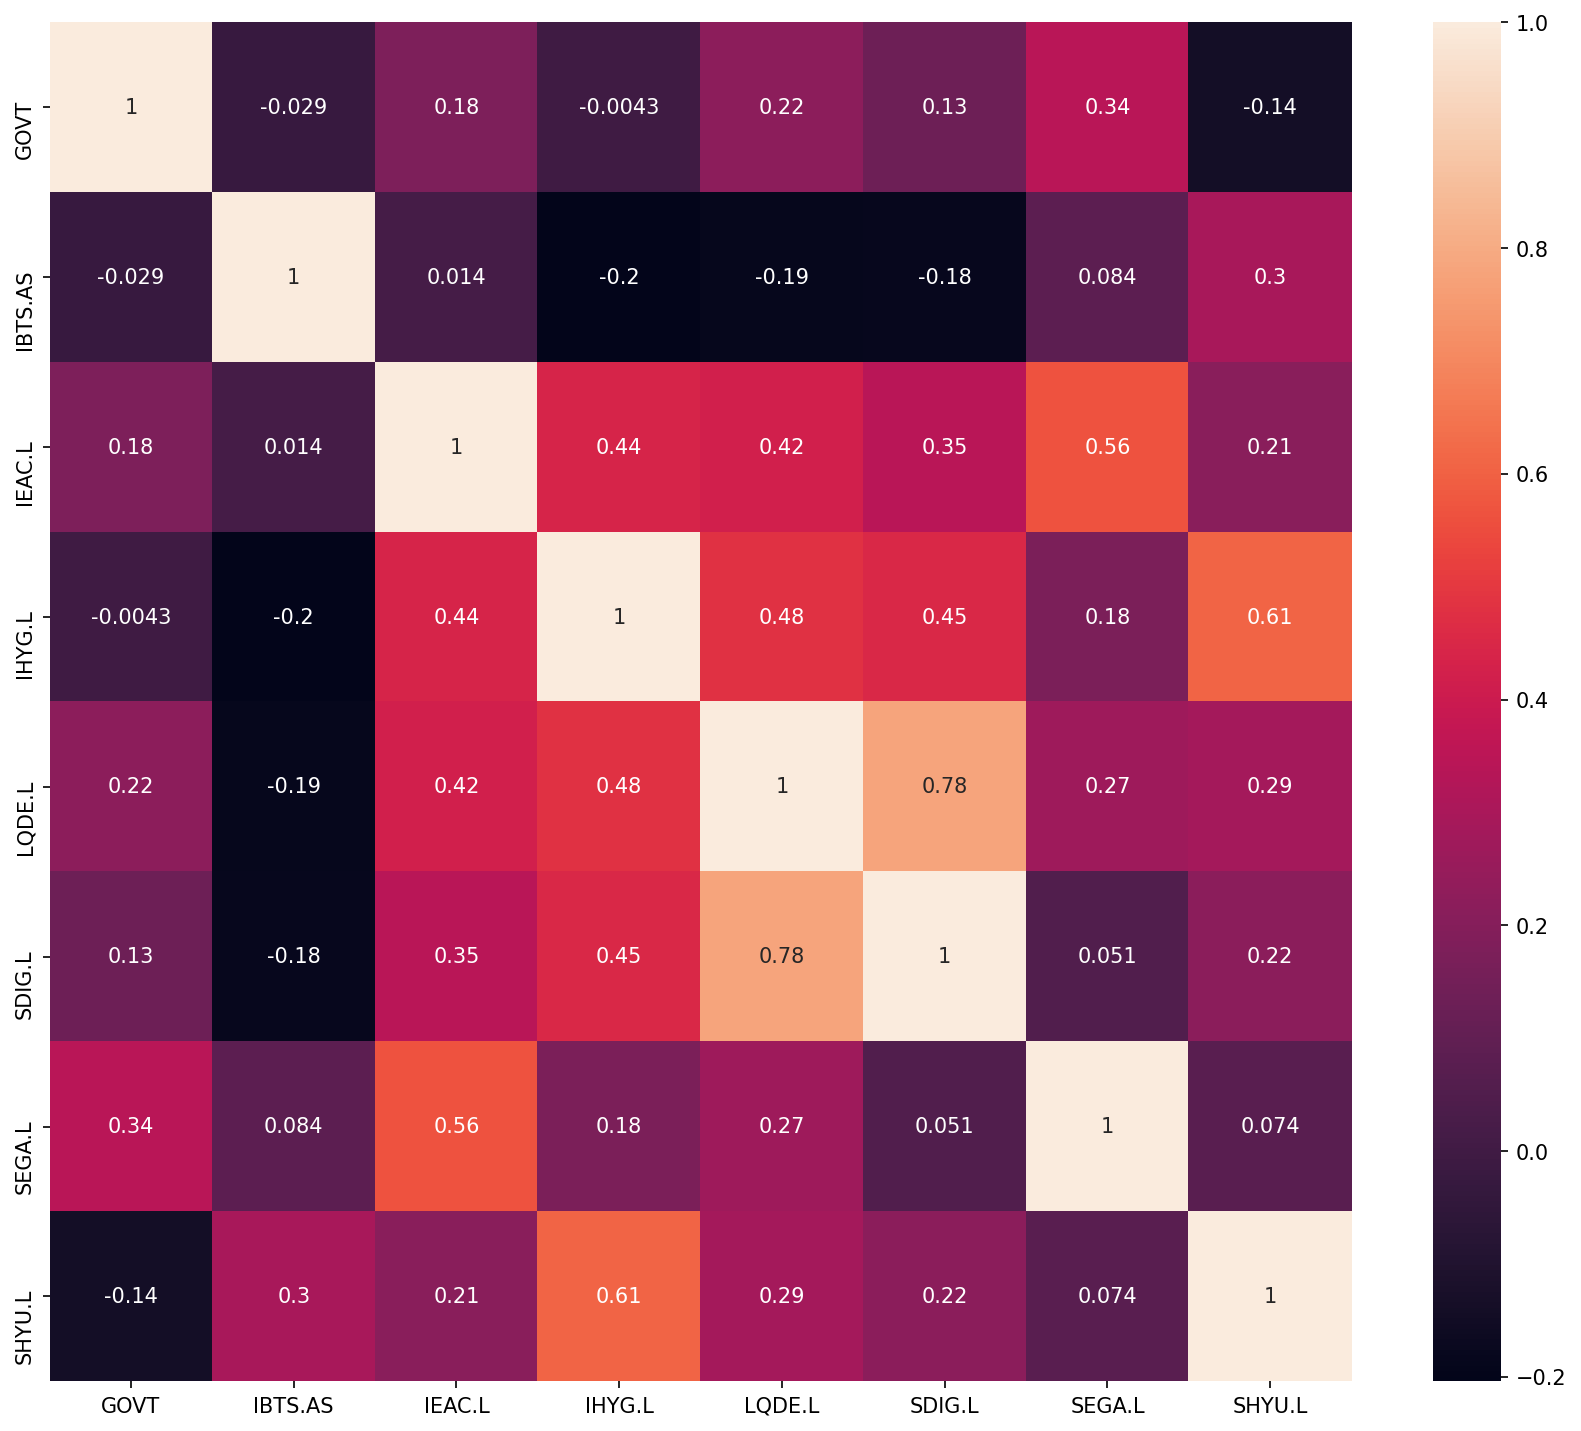 1.0
GOVT 1 -0.029 0.18 -0.0043 0.22 0.13 0.34 -0.14
IBTS.AS -0.029 1 0.014 -0.2 -0.19 -0.18 0.084 0.3
0.8
IEAC.L 0.18 0.014 1 0.44 0.42 0.35 0.56 0.21
0.6
IHYG.L -0.0043 -0.2 0.44 1 0.48 0.45 0.18 0.61
0.4
LQDE.L 0.22 -0.19 0.42 0.48 1 0.78 0.27 0.29
0.2
SDIG.L 0.13 -0.18 0.35 0.45 0.78 1 0.051 0.22
SEGA.L 0.34 0.084 0.56 0.18 0.27 0.051 1 0.074
0.0
SHYU.L -0.14 0.3 0.21 0.61 0.29 0.22 0.074 1
−0.2
GOVT IBTS.AS IEAC.L IHYG.L LQDE.L SDIG.L SEGA.L SHYU.L